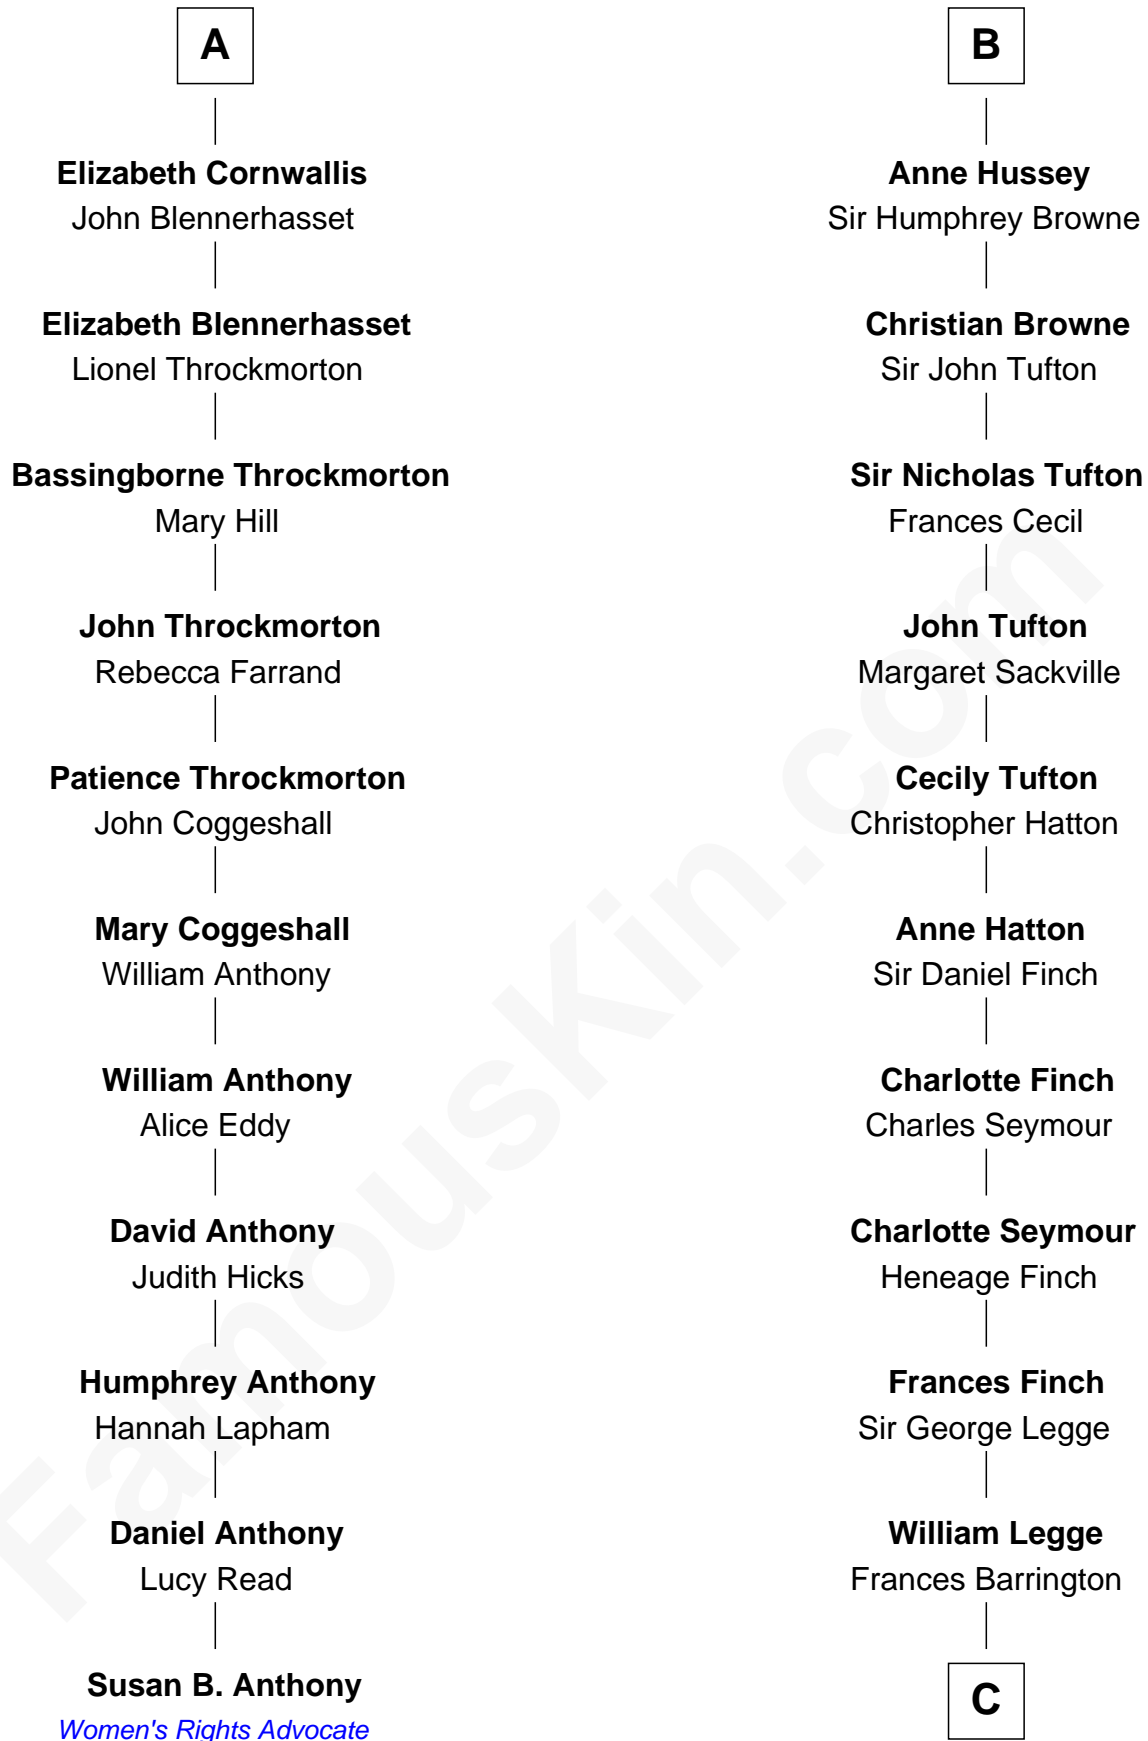 A
Elizabeth Cornwallis
John Blennerhasset
Elizabeth Blennerhasset
Lionel Throckmorton
Bassingborne Throckmorton
Mary Hill
John Throckmorton
Rebecca Farrand
Patience Throckmorton
John Coggeshall
Mary Coggeshall
William Anthony
William Anthony
Alice Eddy
David Anthony
Judith Hicks
Humphrey Anthony
Hannah Lapham
Daniel Anthony
Lucy Read
Susan B. Anthony
Women's Rights Advocate
B
Anne Hussey
Sir Humphrey Browne
Christian Browne
Sir John Tufton
Sir Nicholas Tufton
Frances Cecil
John Tufton
Margaret Sackville
Cecily Tufton
Christopher Hatton
Anne Hatton
Sir Daniel Finch
Charlotte Finch
Charles Seymour
Charlotte Seymour
Heneage Finch
Frances Finch
Sir George Legge
William Legge
Frances Barrington
C
FamousKin.com